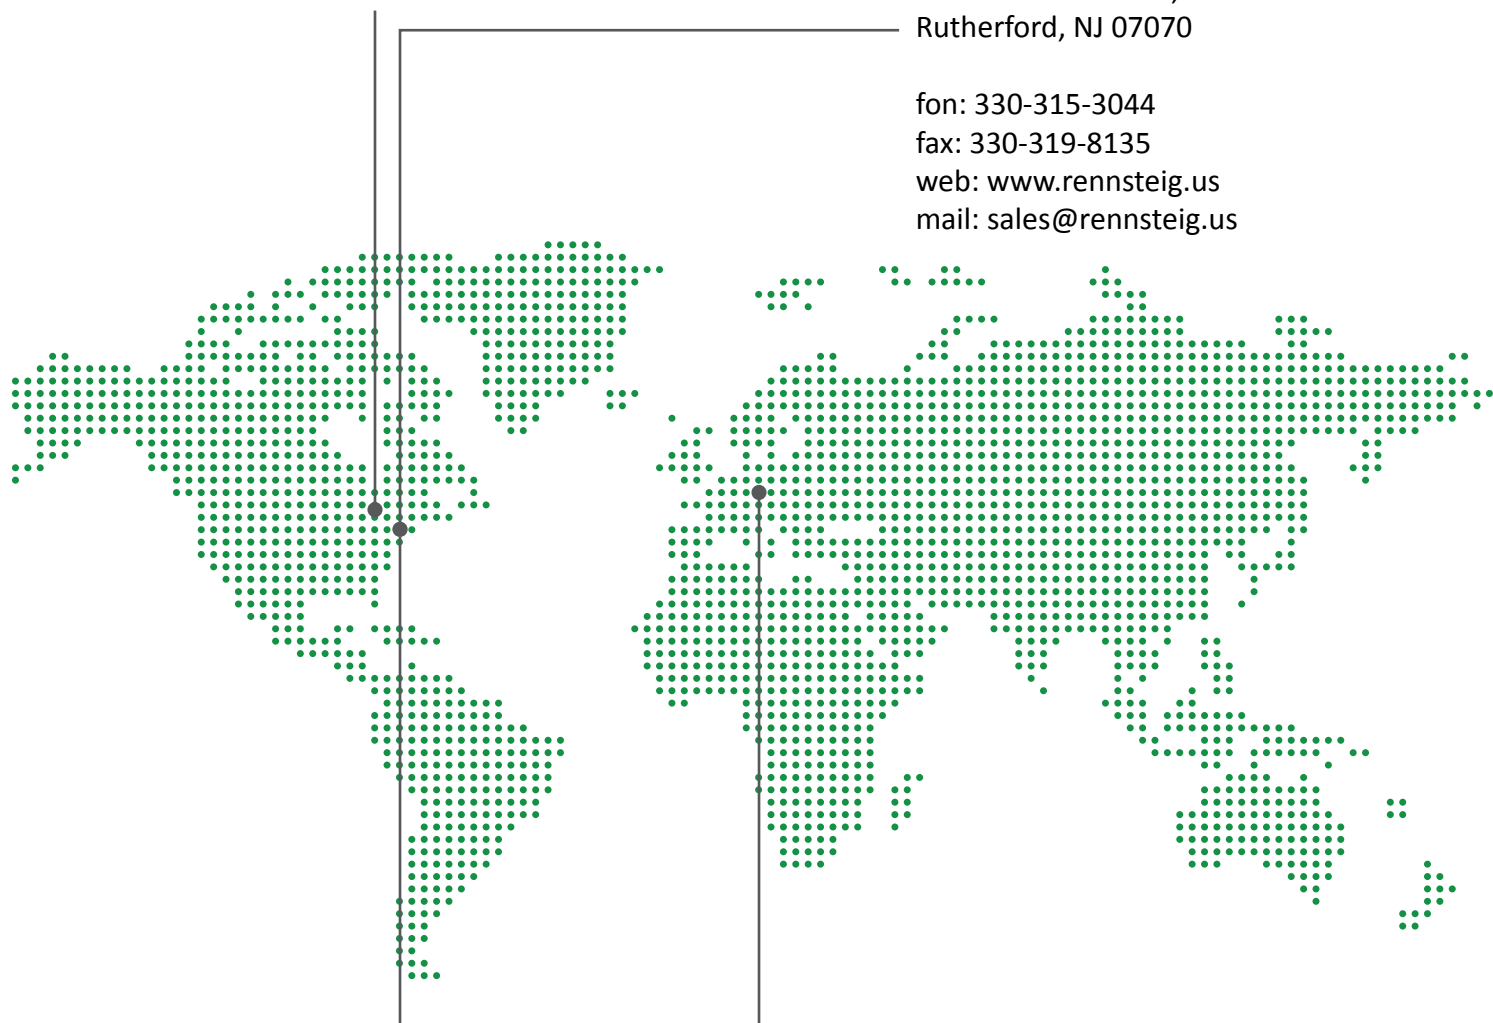 Rutherford, NJ 07070
fon: 330-315-3044
fax: 330-319-8135
web: www.rennsteig.us
mail: sales@rennsteig.us